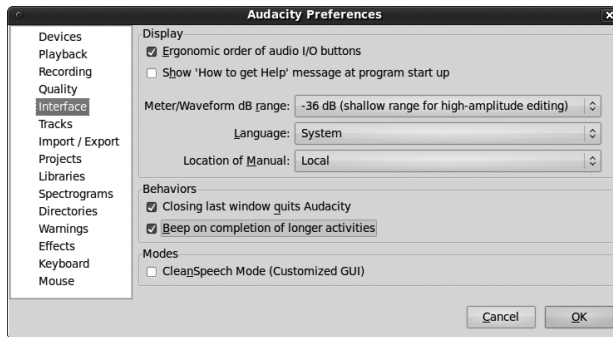 Audacity Preferences
Devices
Playback
Recording
Quality
Interface
Tracks
Import / Export
Projects
Libraries
Spectrograms
Directories
Warnings
Effects
Keyboard
Mouse
Display
Ergonomic order of audio I/O buttons
Show 'How to get Help' message at program start up
Meter/Waveform dB range: -36 dB (shallow range for high-amplitude editing)
Language: System
Location of Manual: Local
Behaviors
Closing last window quits Audacity
Beep on completion of longer activities
Modes
CleanSpeech Mode (Customized GUI)
Cancel OK